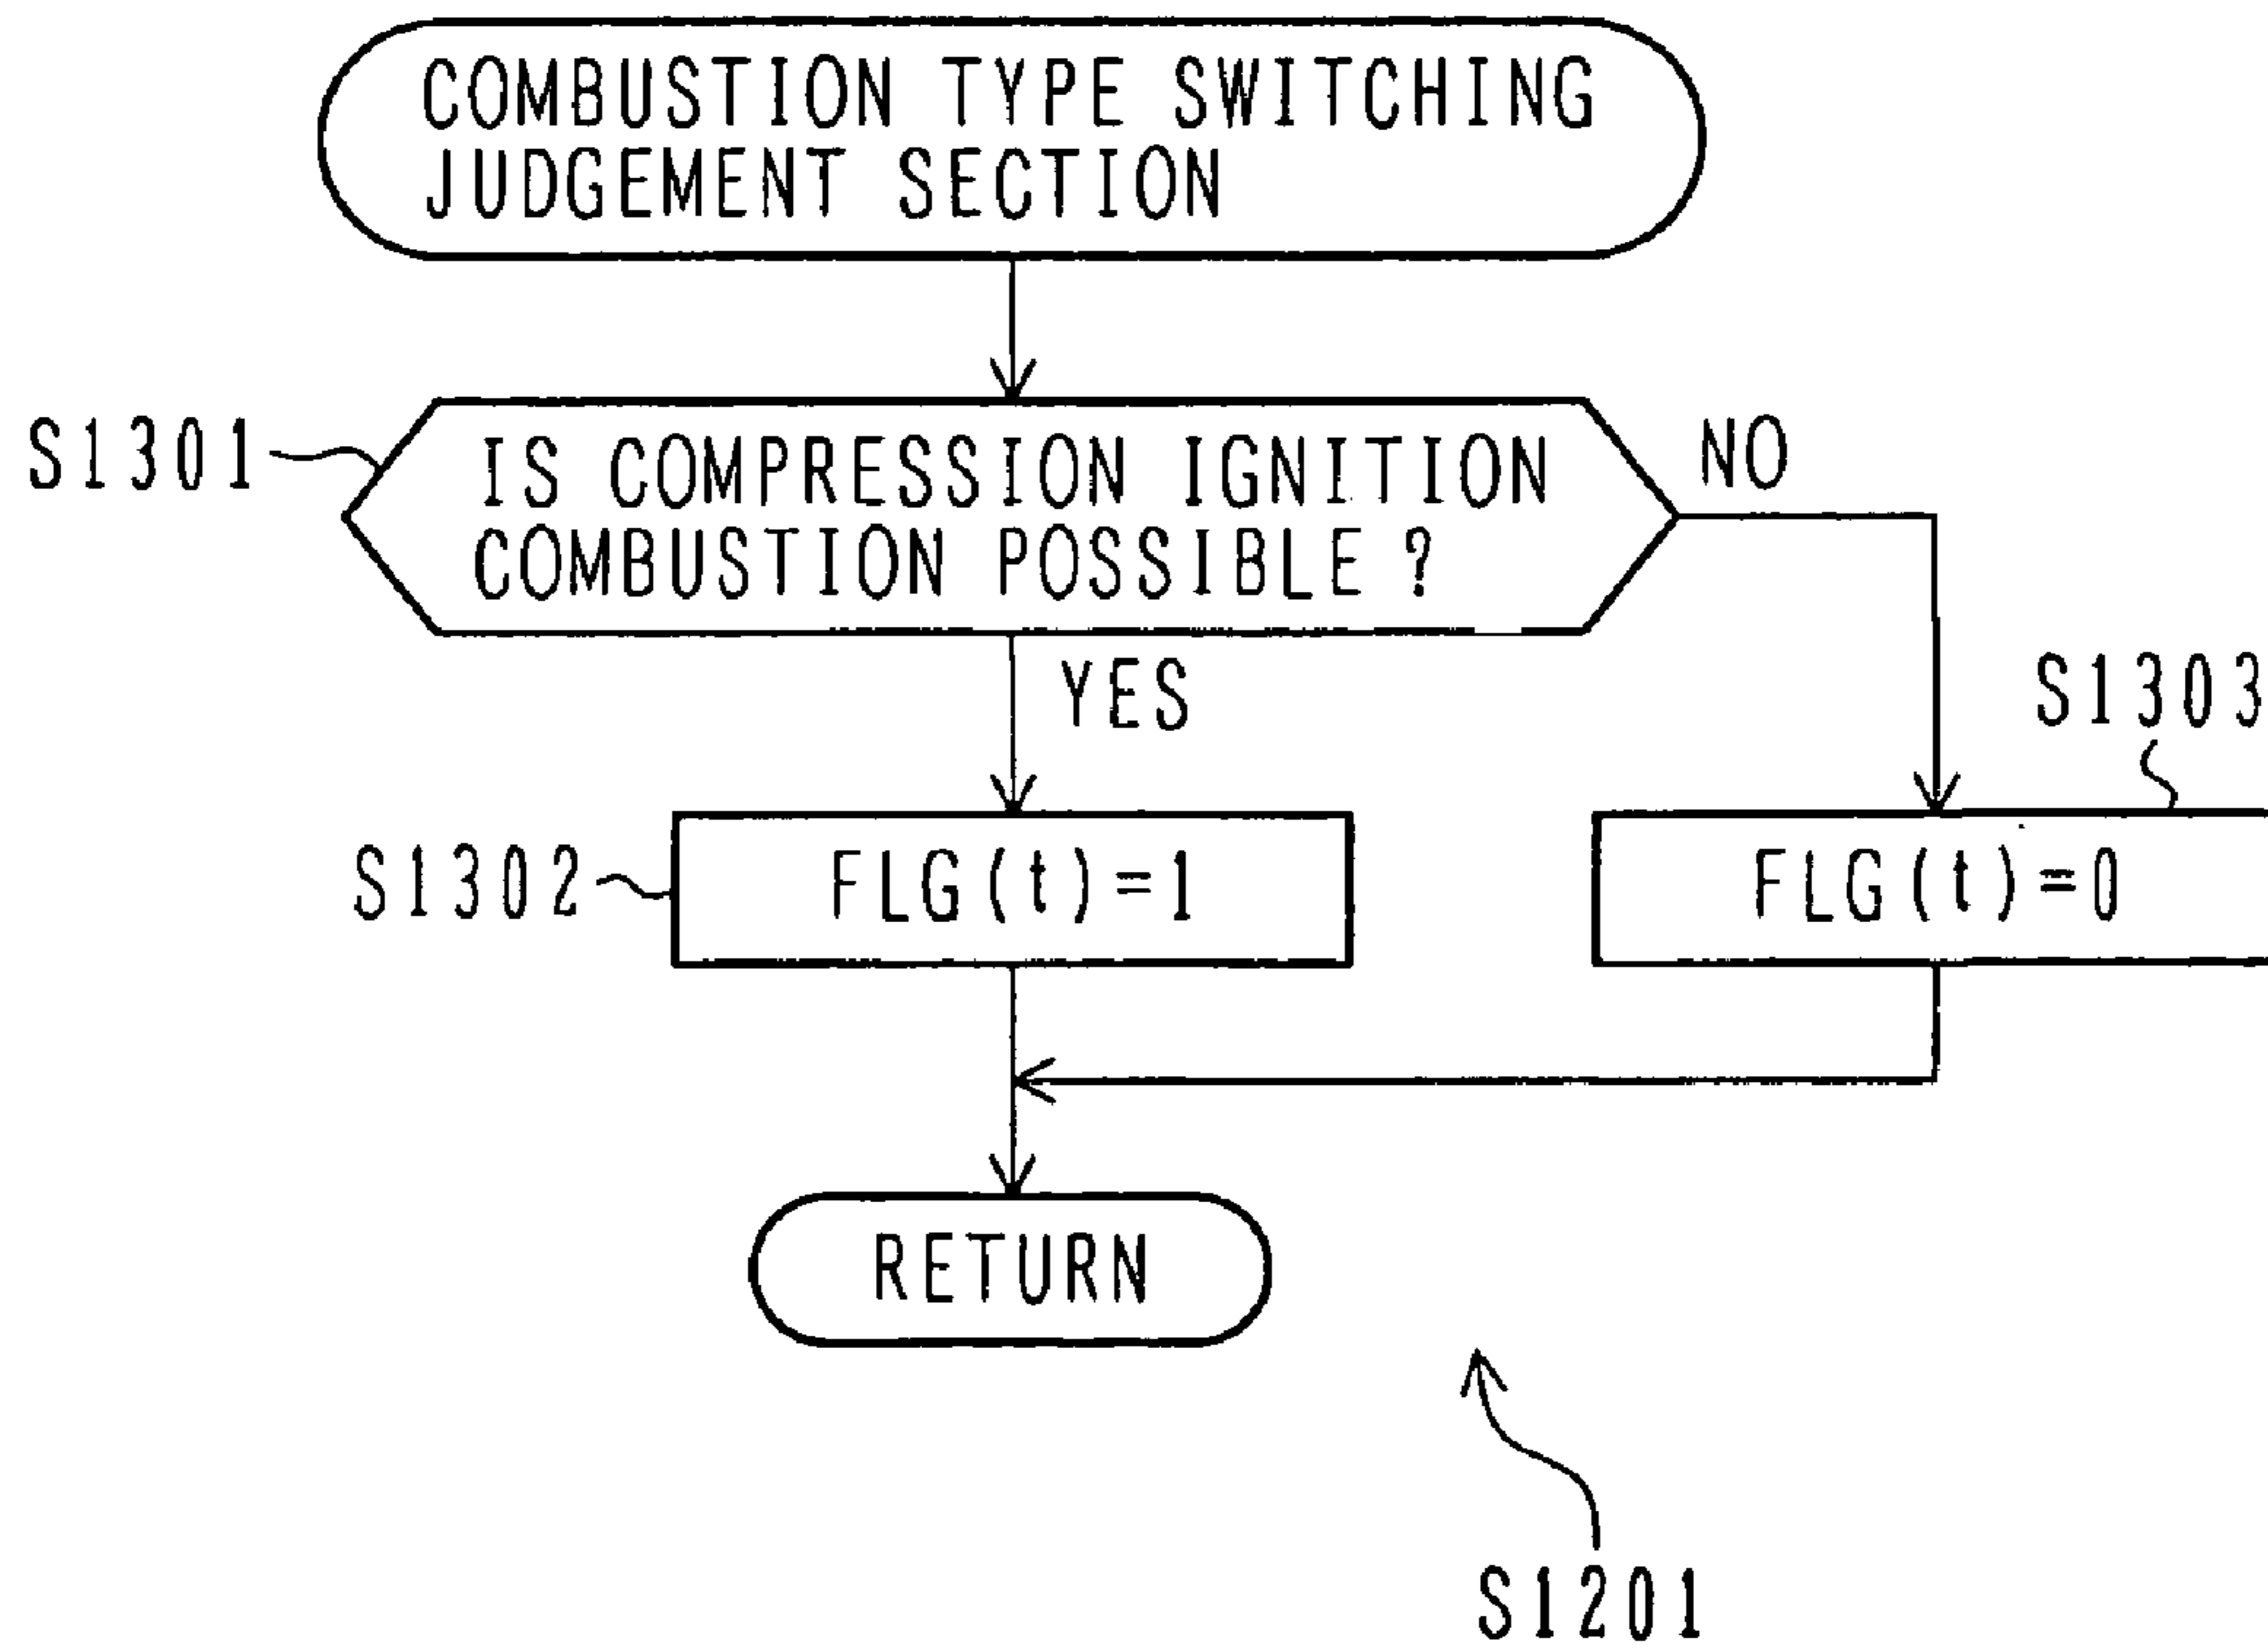 COMBUSTION TYPE SWITCHING
JUDGEMENT SECTION
S1301
IS COMPRESSION IGNITION
COMBUSTION POSSIBLE ?
NO
YES
S1303
S1302
FLG(t)=1
FLG(t)=0
RETURN
S1201